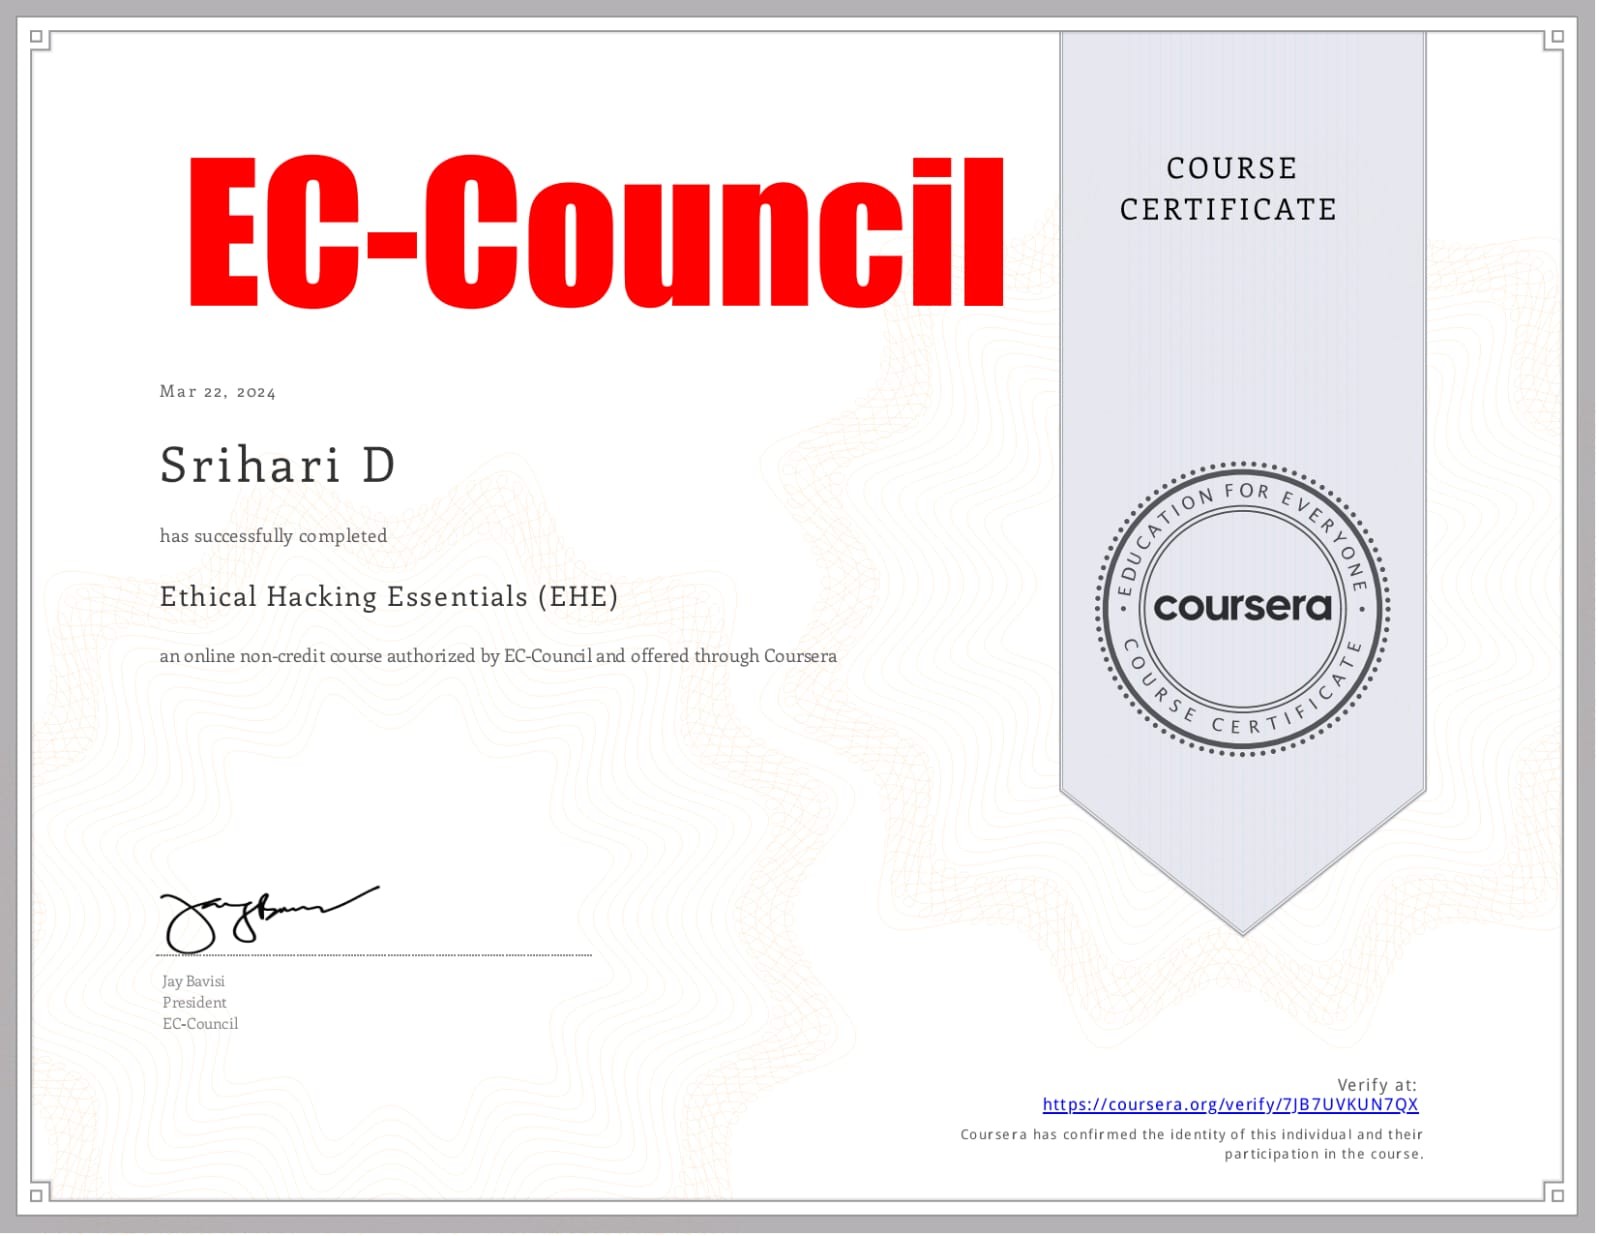 EC-Council
COURSE
CERTIFICATE
Mar 22, 2024
Srihari D
has successfully completed
Ethical Hacking Essentials (EHE)
an online non-credit course authorized by EC-Council and offered through Coursera
EDUCATION FOR EVERYONE
coursera
COURSE CERTIFICATE
Jay Bavisi
President
EC-Council
Verify at:
https://coursera.org/verify/7JB7UVKUN7QX
Coursera has confirmed the identity of this individual and their
participation in the course.